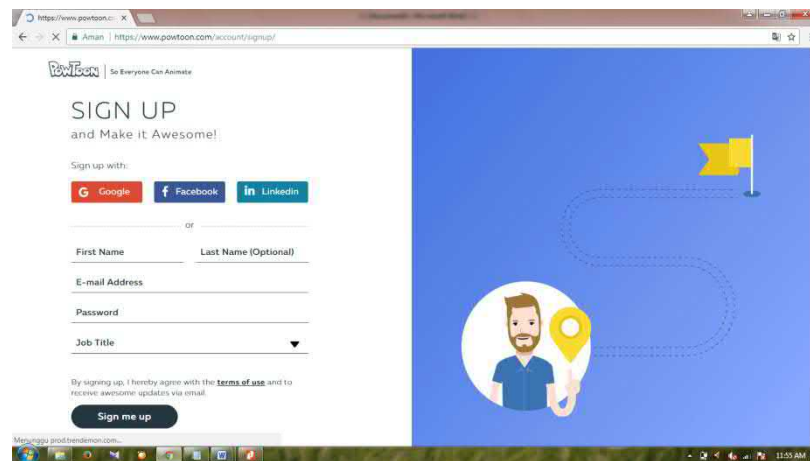 https://www.powtoon.c
Aman | https://www.powtoon.com/account/signup/
POWTOON | So Everyone Can Animate
SIGN UP
and Make it Awesome!
Sign up with:
G Google f Facebook in Linkedin
or
First Name Last Name (Optional)
E-mail Address
Password
Job Title
By signing up, I hereby agree with the terms of use and to
receive awesome updates via email.
Sign me up
Menunggu prod.trendemon.com...
11:55 AM